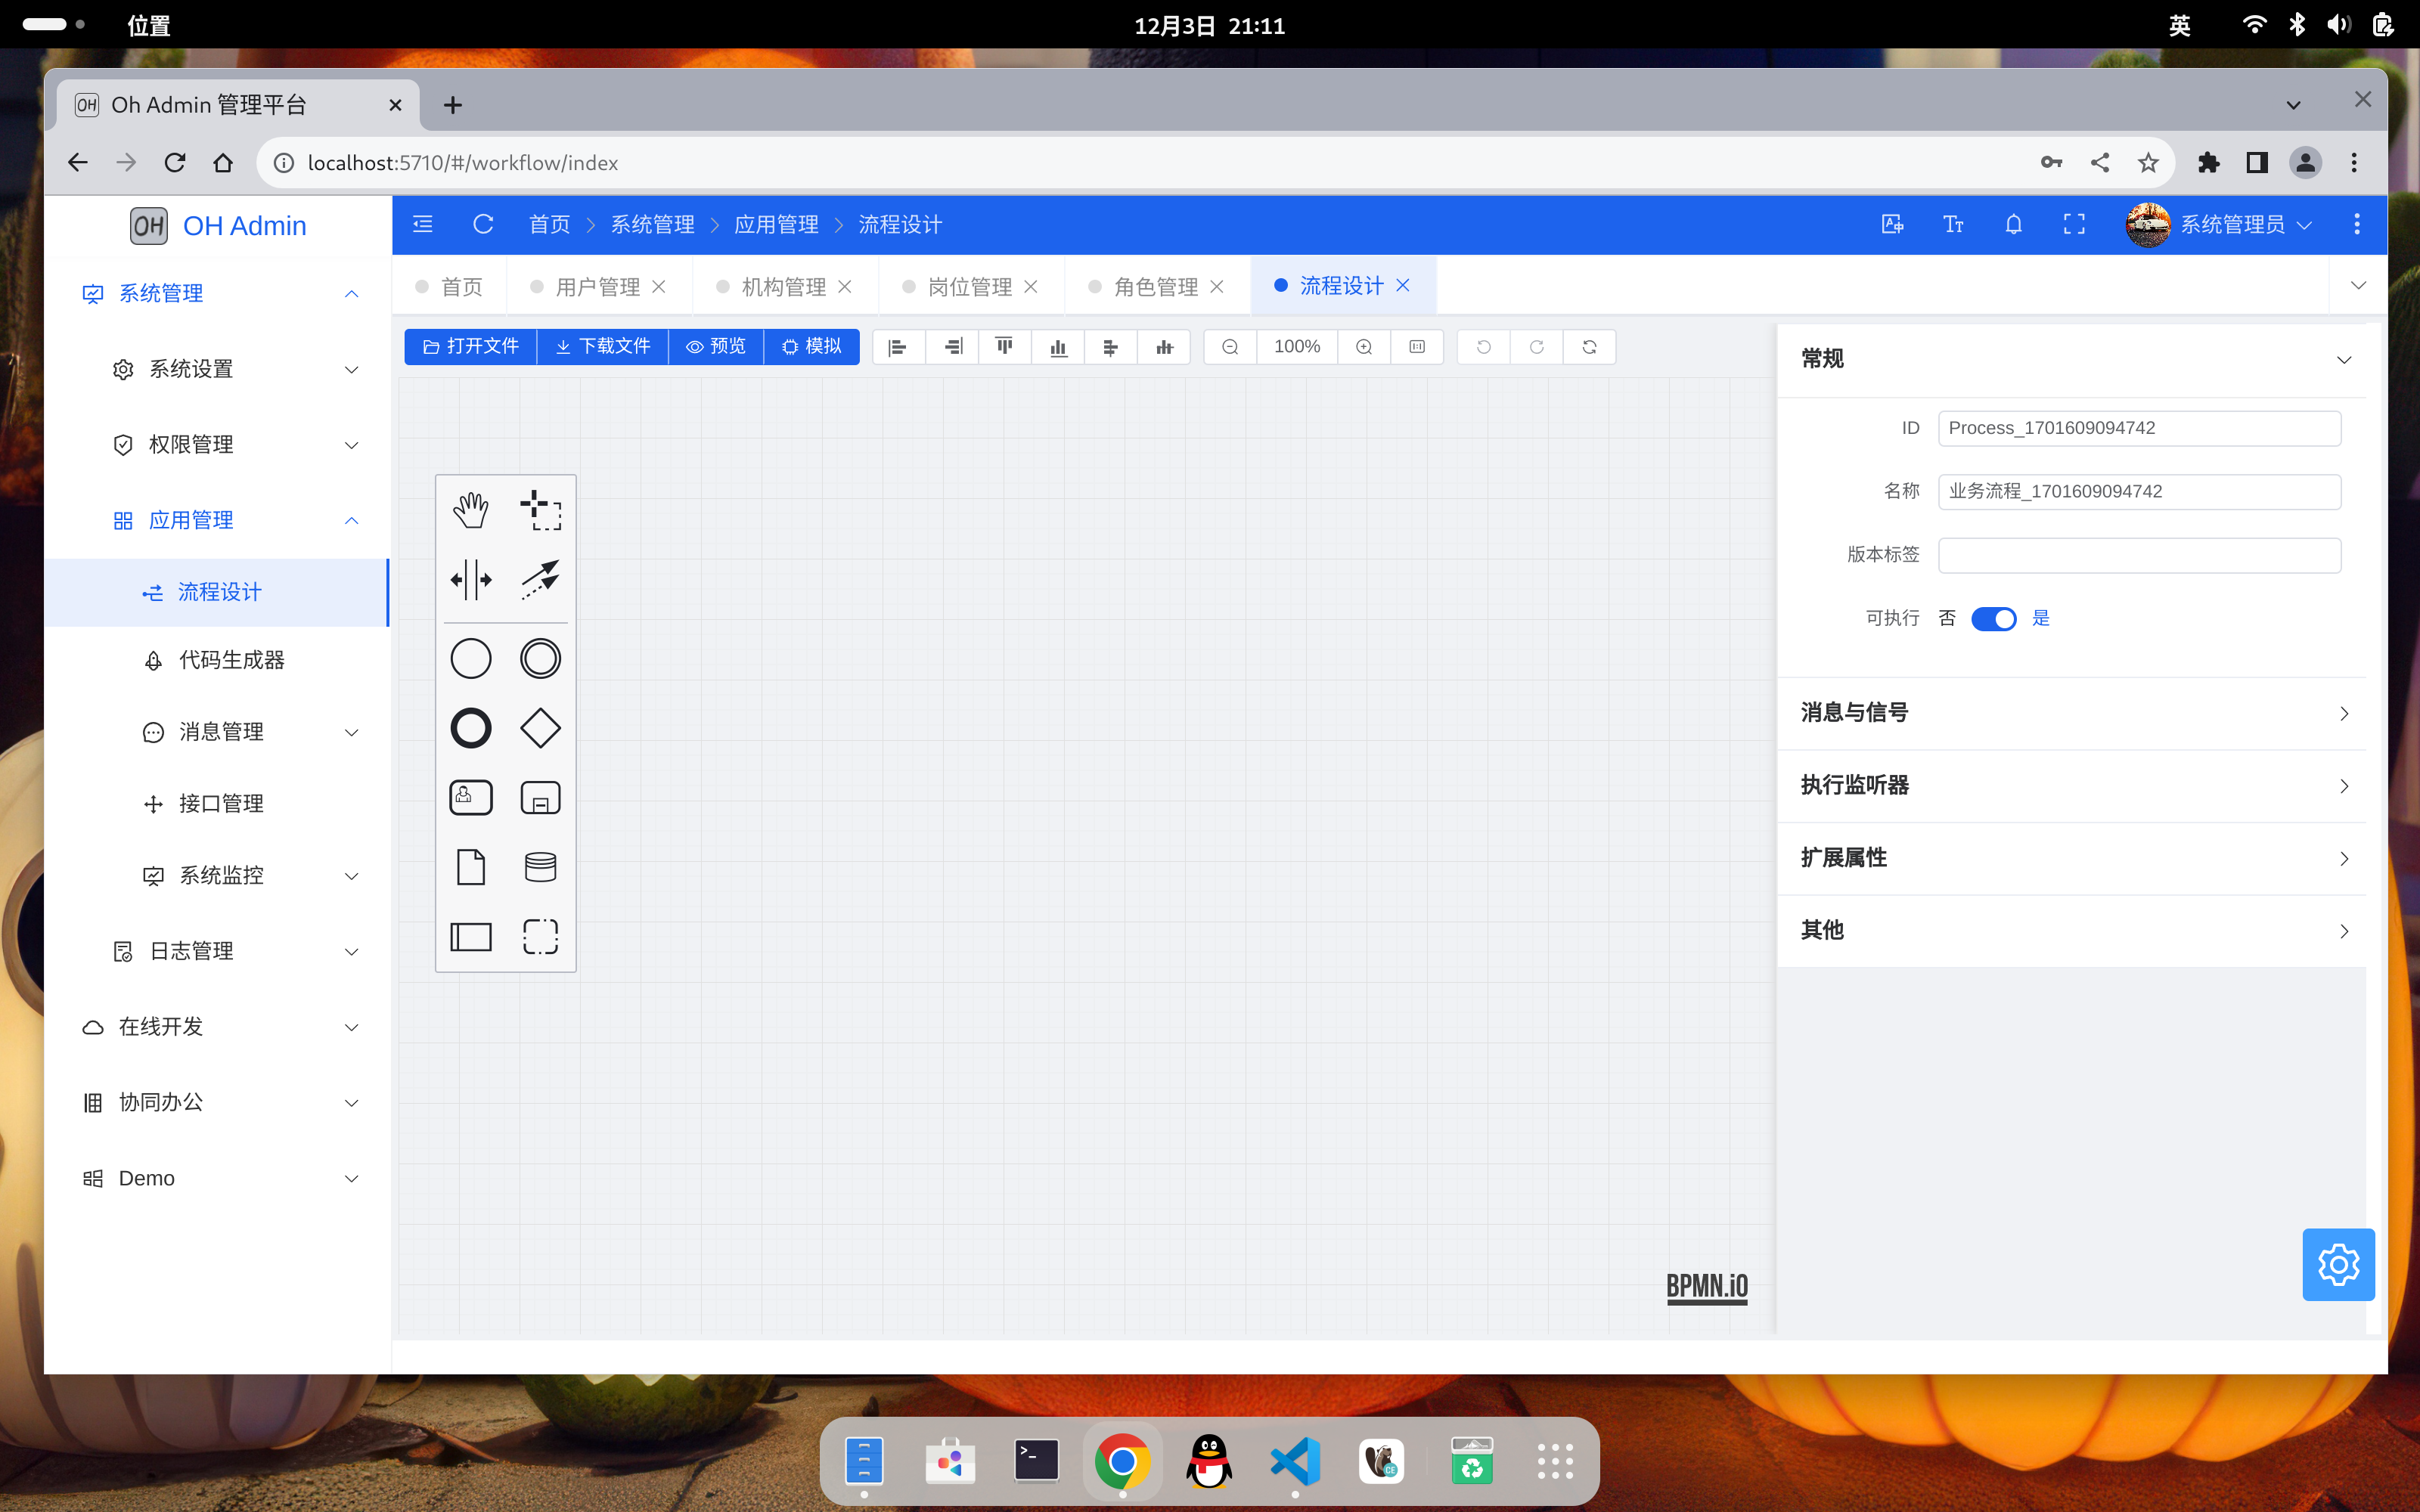 位置
12月3日 21:11
英
Oh Admin 管理平台
localhost:5710/#/workflow/index
OH OH Admin
首页 系统管理 应用管理 流程设计
系统管理员
系统管理
系统设置
权限管理
应用管理
流程设计
代码生成器
消息管理
接口管理
系统监控
日志管理
在线开发
协同办公
Demo
首页 用户管理 机构管理 岗位管理 角色管理 流程设计
打开文件 下载文件 预览 模拟
100%
BPMN.iO
常规
ID Process_1701609094742
名称 业务流程_1701609094742
版本标签
可执行 否 是
消息与信号
执行监听器
扩展属性
其他